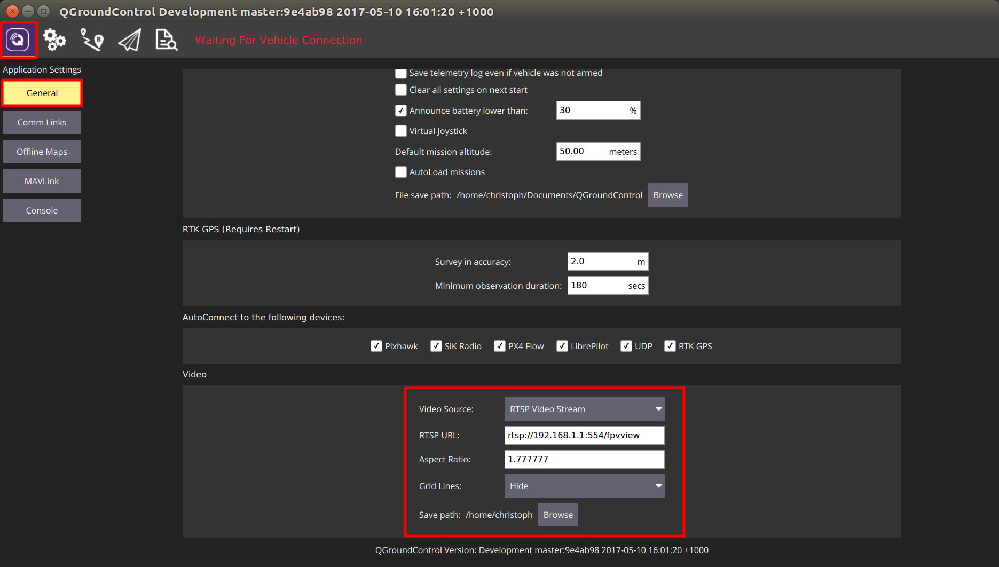 QGroundControl Development master:9e4ab98 2017-05-10 16:01:20 +1000
Waiting For Vehicle Connection
Application Settings
General
Comm Links
Offline Maps
MAVLink
Console
Save telemetry log even if vehicle was not armed
Clear all settings on next start
Announce battery lower than: 30 %
Virtual Joystick
Default mission altitude: 50.00 meters
AutoLoad missions
File save path: /home/christoph/Documents/QGroundControl Browse
RTK GPS (Requires Restart)
Survey in accuracy: 2.0 m
Minimum observation duration: 180 secs
AutoConnect to the following devices:
Pixhawk SiK Radio PX4 Flow LibrePilot UDP RTK GPS
Video
Video Source: RTSP Video Stream
RTSP URL: rtsp://192.168.1.1:554/fpvview
Aspect Ratio: 1.777777
Grid Lines: Hide
Save path: /home/christoph Browse
QGroundControl Version: Development master:9e4ab98 2017-05-10 16:01:20 +1000